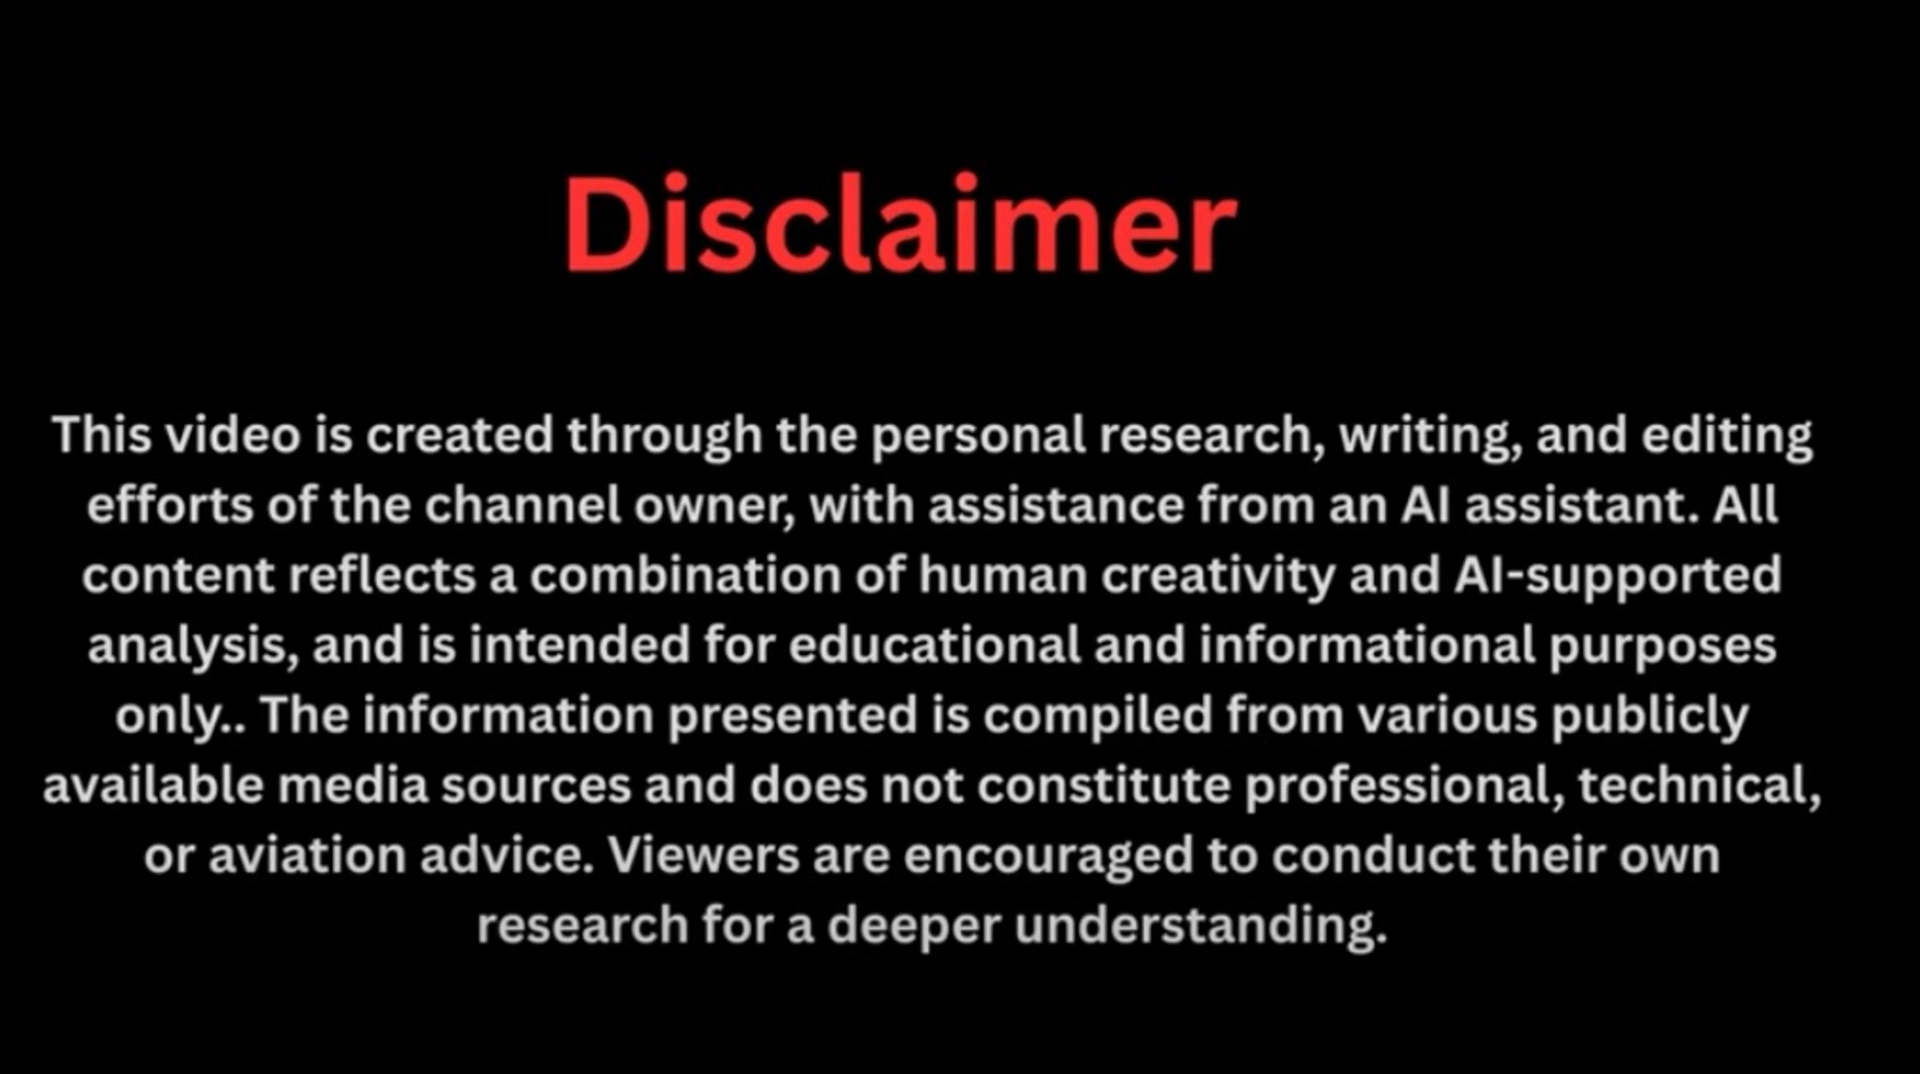 Disclaimer
This video is created through the personal research, writing, and editing
efforts of the channel owner, with assistance from an AI assistant. All
content reflects a combination of human creativity and AI-supported
analysis, and is intended for educational and informational purposes
only.. The information presented is compiled from various publicly
available media sources and does not constitute professional, technical,
or aviation advice. Viewers are encouraged to conduct their own
research for a deeper understanding.